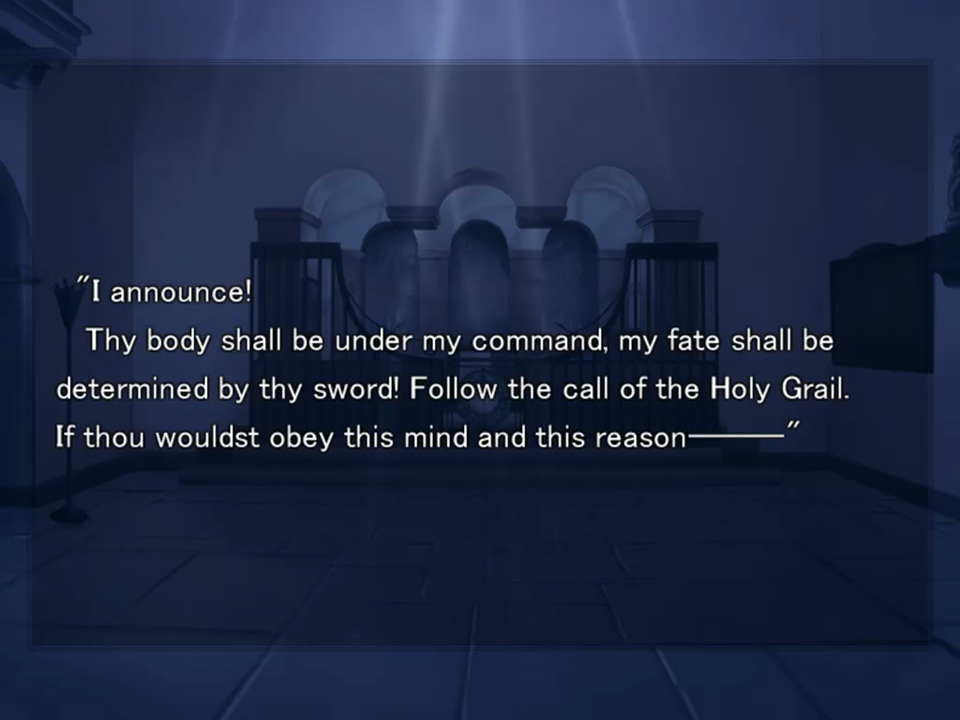 "I announce!
Thy body shall be under my command, my fate shall be
determined by thy sword! Follow the call of the Holy Grail.
If thou wouldst obey this mind and this reason―――"